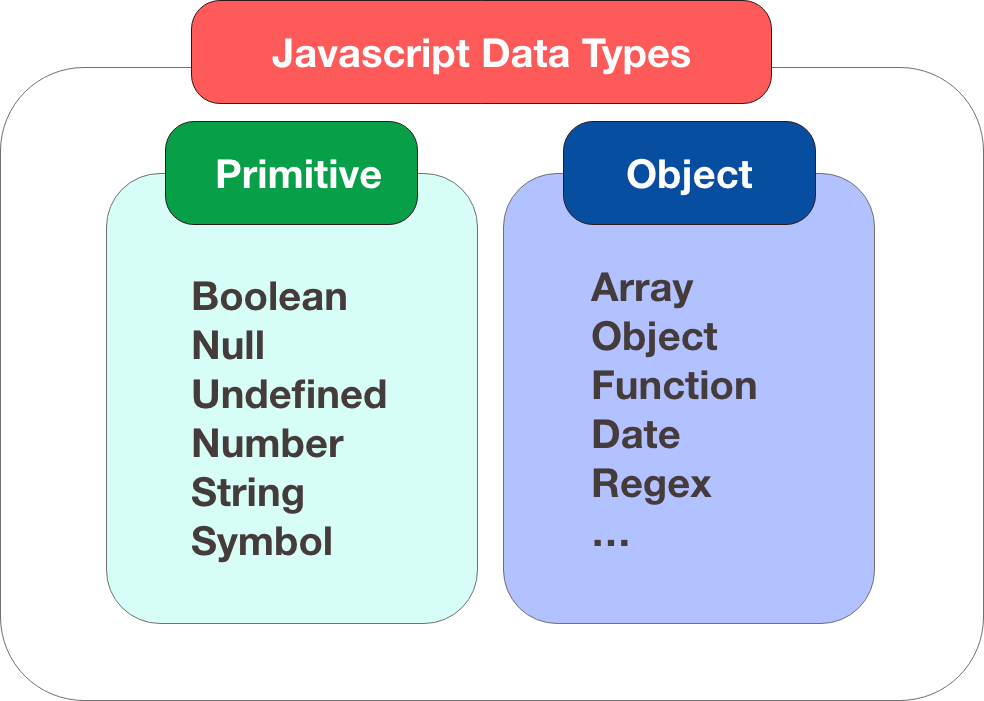 Javascript Data Types
Primitive
Boolean
Null
Undefined
Number
String
Symbol
Object
Array
Object
Function
Date
Regex
...